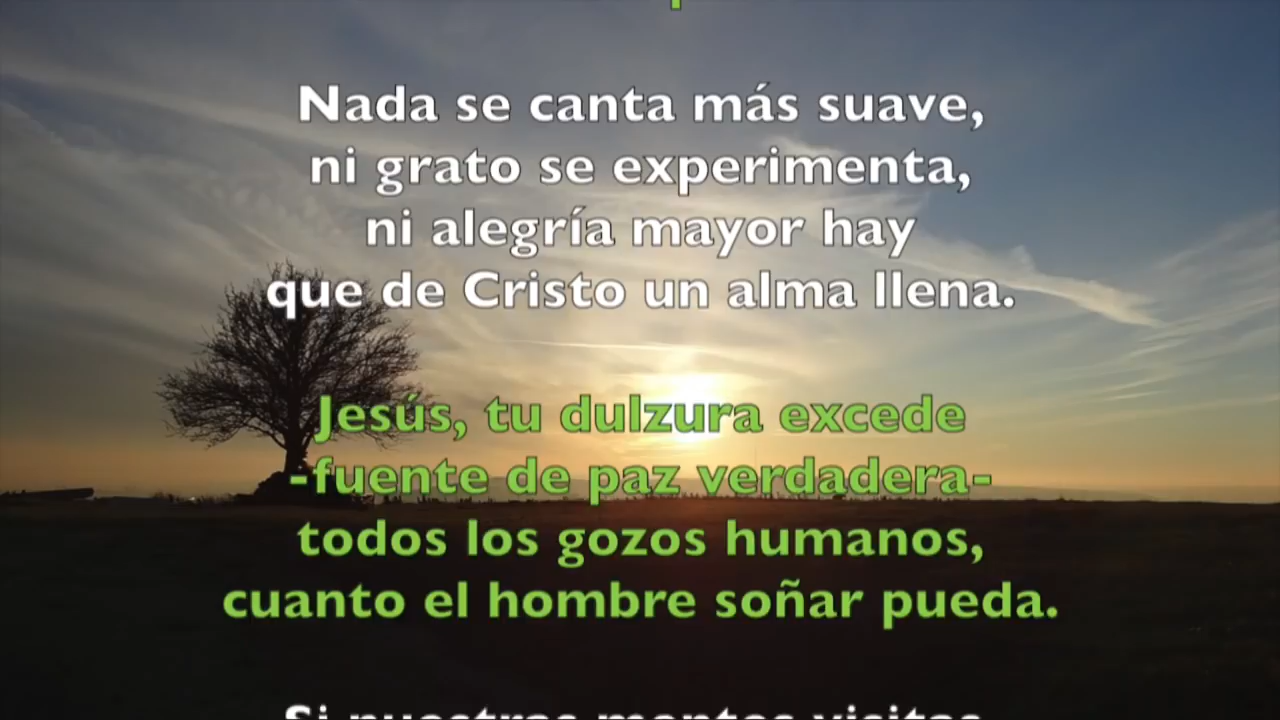 Nada se canta más suave,
ni grato se experimenta,
ni alegría mayor hay
que de Cristo un alma llena.
Jesús, tu dulzura excede
-fuente de paz verdadera-
todos los gozos humanos,
cuanto el hombre soñar pueda.
Si nuestras mentes visitas